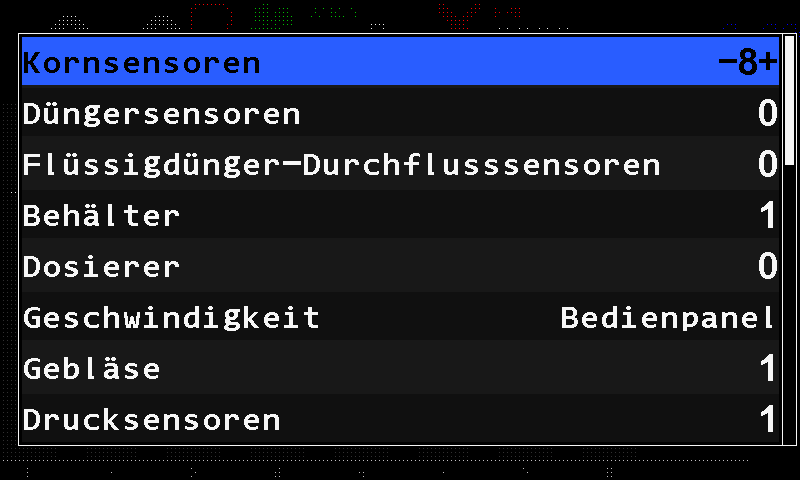 Kornsensoren −8+
Düngersensoren 0
Flüssigdünger−Durchflusssensoren 0
Behälter 1
Dosierer 0
Geschwindigkeit Bedienpanel
Gebläse 1
Drucksensoren 1